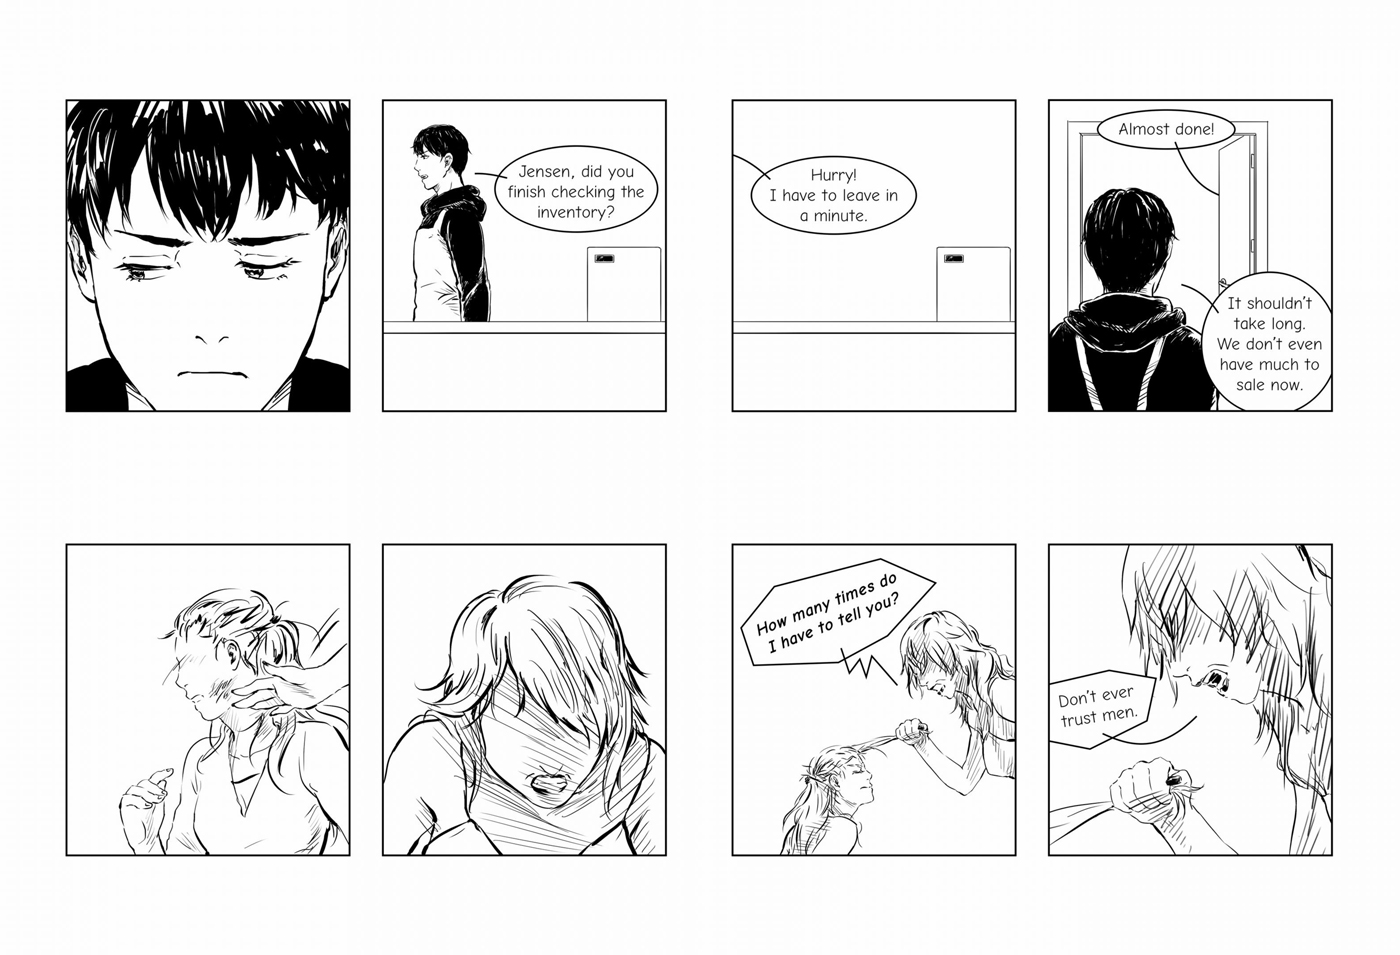 Jensen, did you
finish checking the
inventory?
Hurry!
I have to leave in
a minute.
Almost done!
It shouldn't
take long.
We don't even
have much to
sale now.
How many times do
I have to tell you?
Don't ever
trust men.